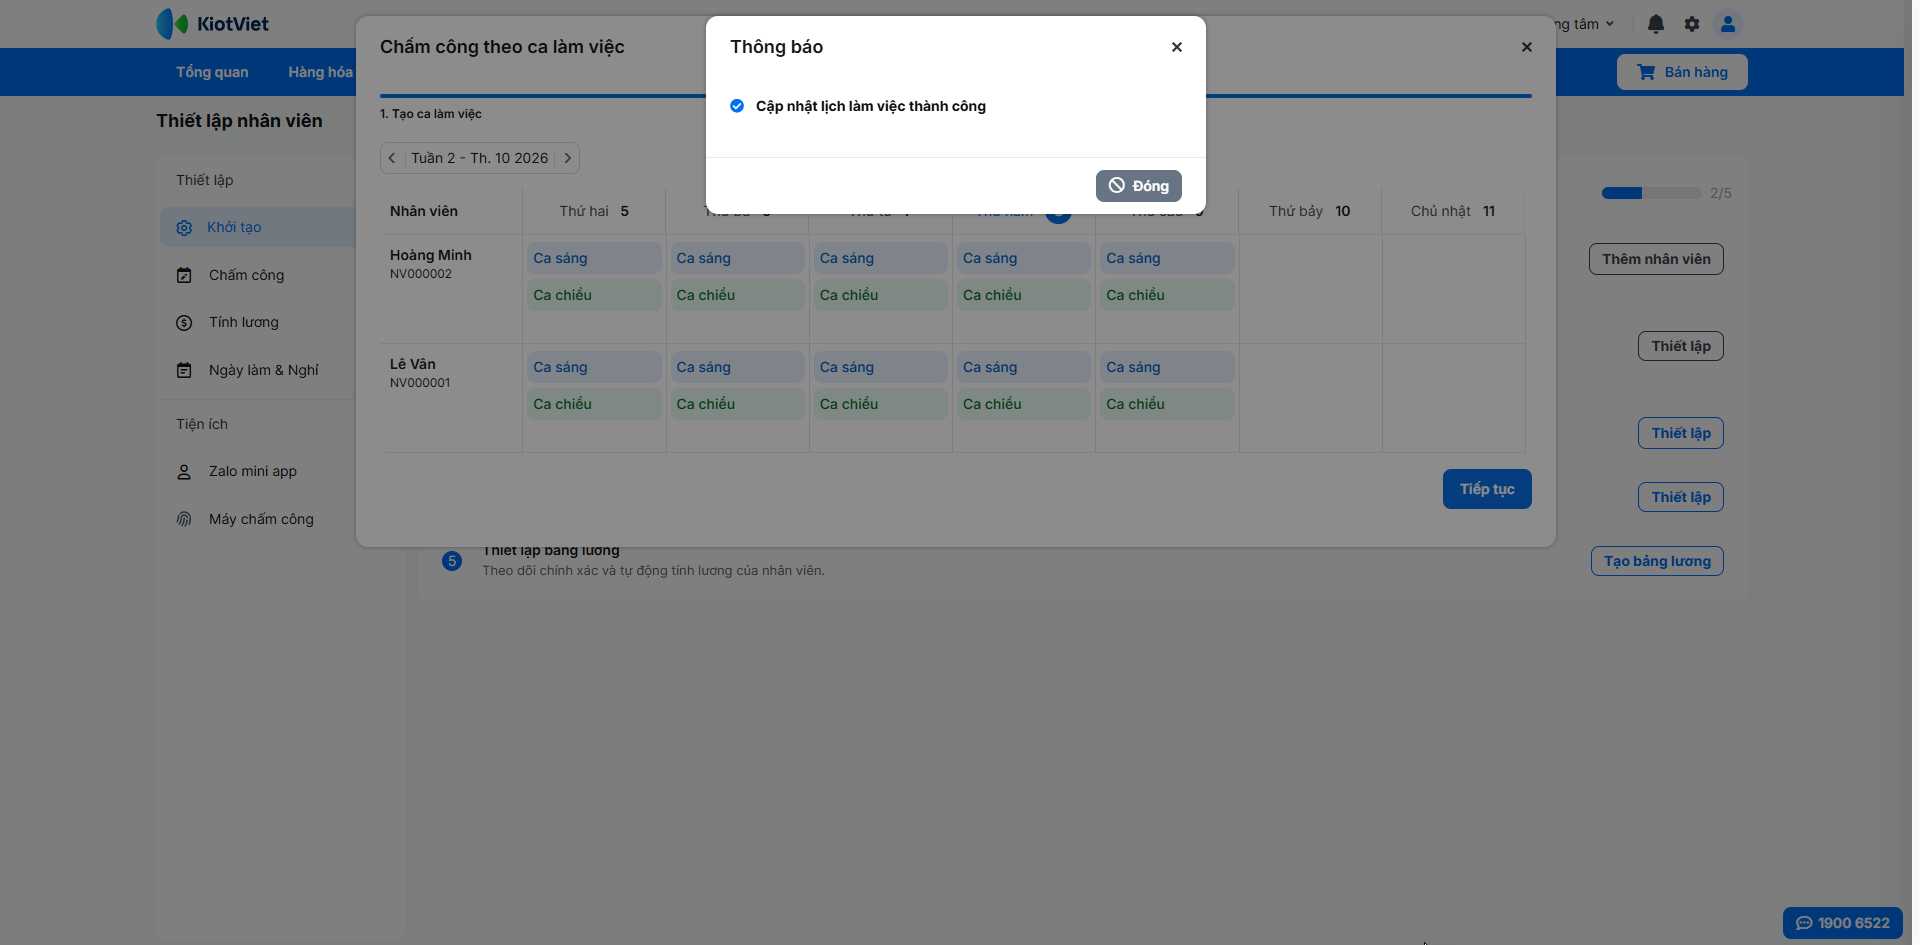 KiotViet
ng tâm
Tổng quan
Hàng hóa
Bán hàng
Thiết lập nhân viên
Thiết lập
Khởi tạo
Chấm công
Tính lương
Ngày làm & Nghỉ
Tiện ích
Zalo mini app
Máy chấm công
Chấm công theo ca làm việc
1. Tạo ca làm việc
Tuần 2 - Th. 10 2026
Thông báo
Cập nhật lịch làm việc thành công
Đóng
Nhân viên
Thứ hai 5
Thứ bảy 10
Chủ nhật 11
Hoàng Minh
NV000002
Ca sáng Ca sáng Ca sáng Ca sáng Ca sáng
Ca chiều Ca chiều Ca chiều Ca chiều Ca chiều
Lê Vân
NV000001
Ca sáng Ca sáng Ca sáng Ca sáng Ca sáng
Ca chiều Ca chiều Ca chiều Ca chiều Ca chiều
Tiếp tục
2/5
Thêm nhân viên
Thiết lập
Thiết lập
Thiết lập
5
Thiết lập bảng lương
Theo dõi chính xác và tự động tính lương của nhân viên.
Tạo bảng lương
1900 6522